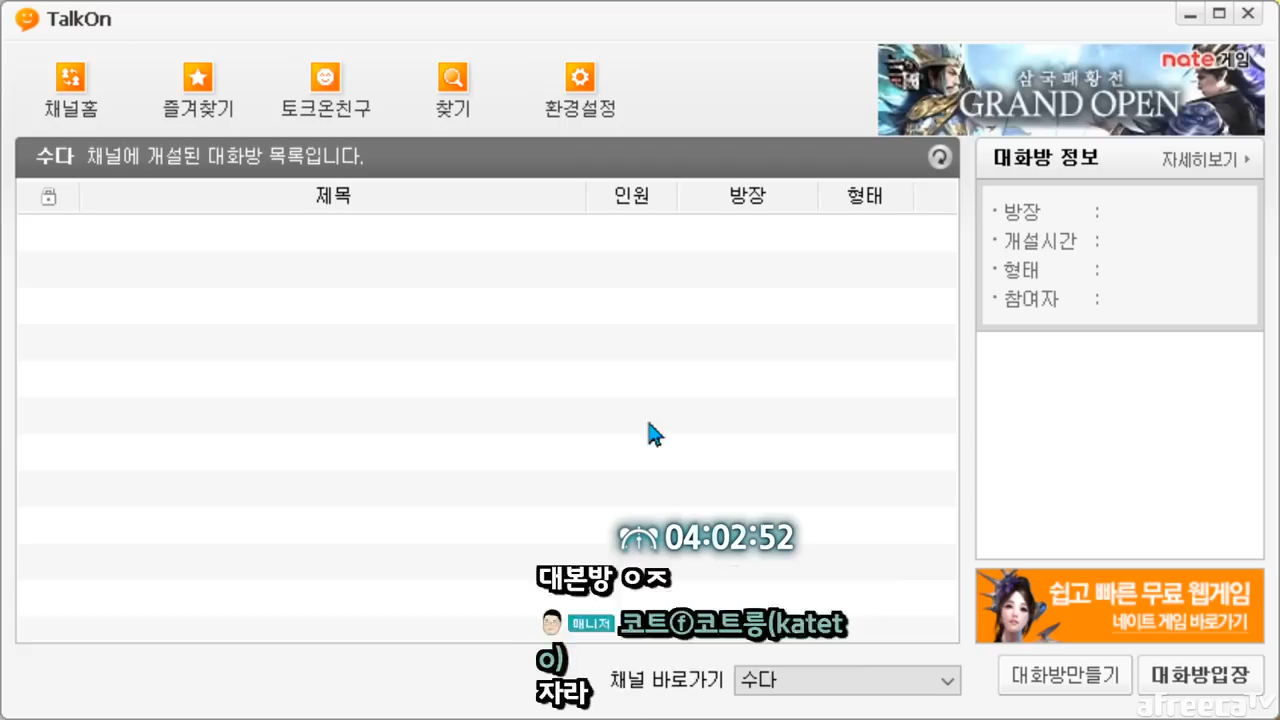 TalkOn
채널홈
즐겨찾기
토크온친구
찾기
환경설정
nate게임
삼국패황전
GRAND OPEN
수다 채널에 개설된 대화방 목록입니다.
제목
인원
방장
형태
대화방 정보
자세히보기
· 방장 :
· 개설시간 :
· 형태 :
· 참여자 :
04:02:52
대본방 ㅇㅈ
매니저 코트ⓕ코트릉(katet
o)
자라
쉽고 빠른 무료 웹게임
네이트 게임 바로가기
채널 바로가기
수다
대화방만들기
대화방입장
afreecaTV